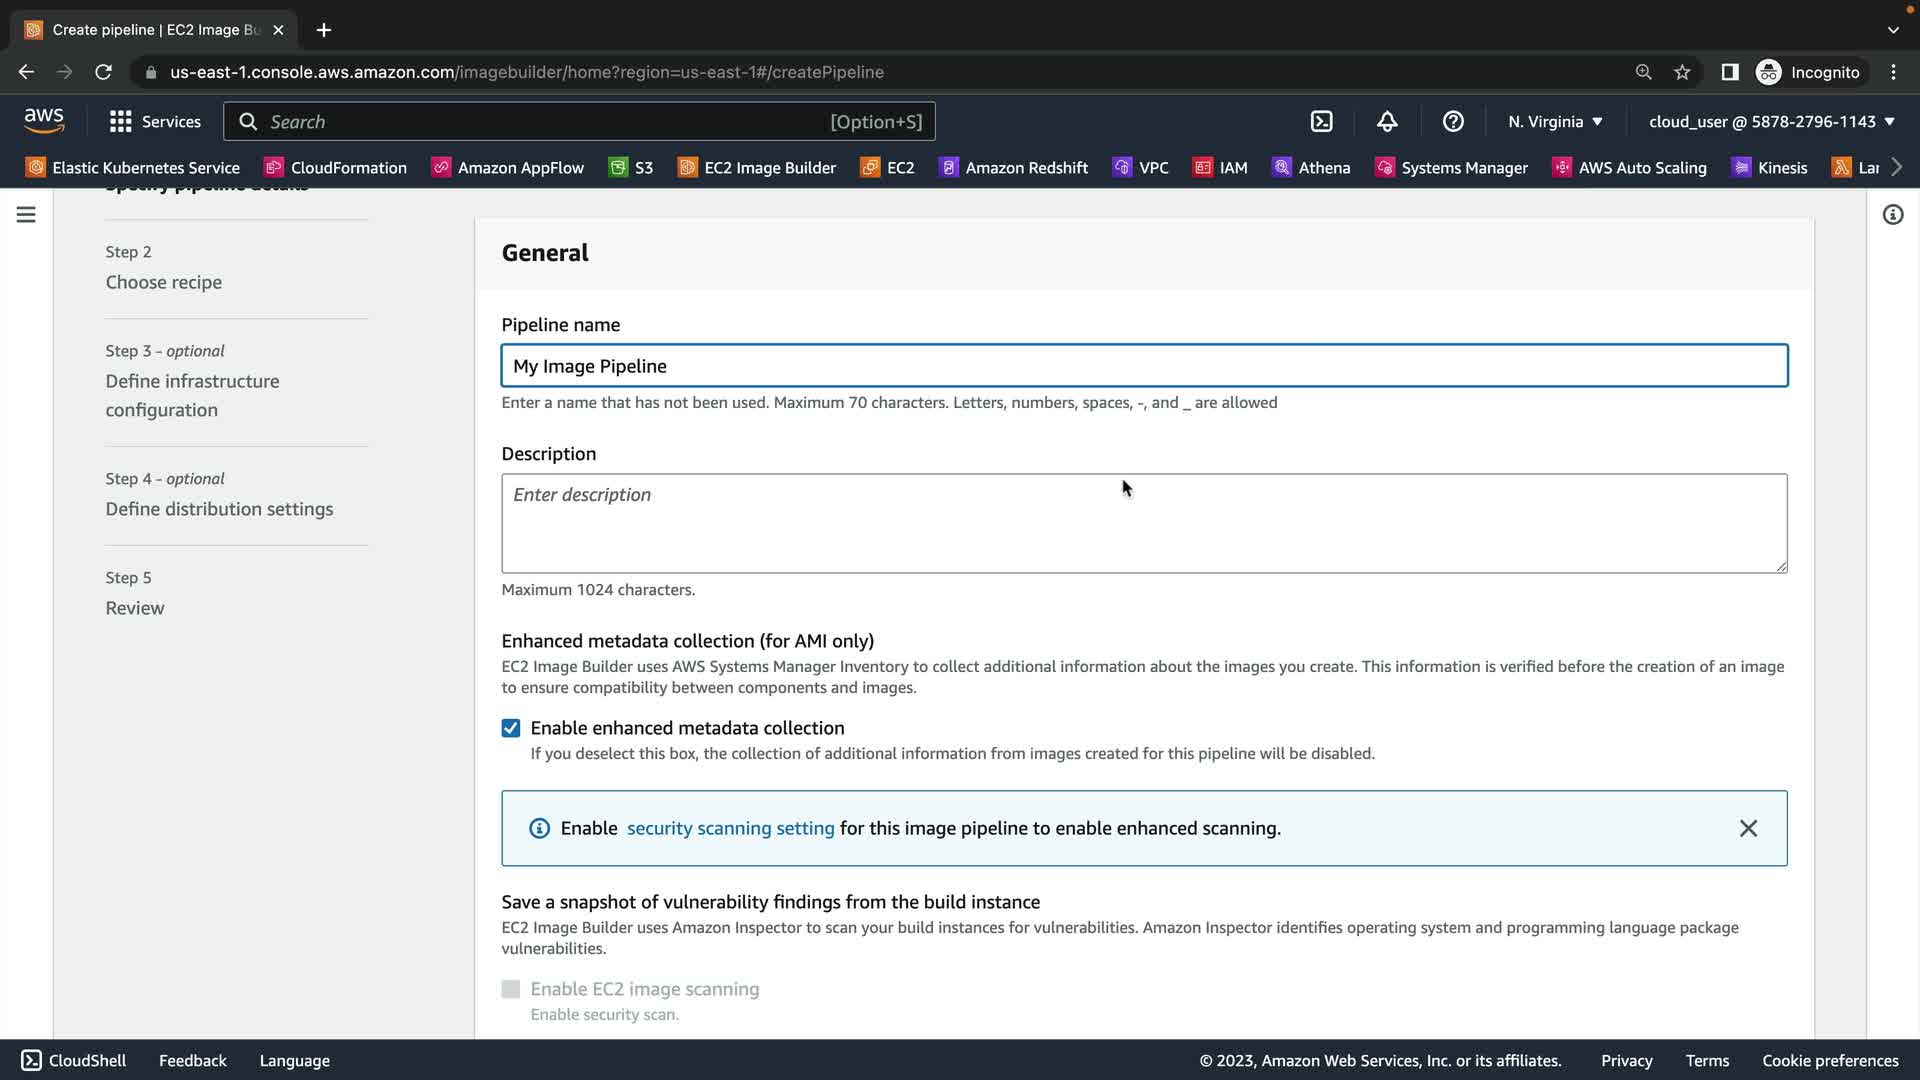 Create pipeline | EC2 Image Bu
us-east-1.console.aws.amazon.com/imagebuilder/home?region=us-east-1#/createPipeline
Incognito
aws
Services
Search
[Option+S]
N. Virginia
cloud_user @ 5878-2796-1143
Elastic Kubernetes Service
CloudFormation
Amazon AppFlow
S3
EC2 Image Builder
EC2
Amazon Redshift
VPC
IAM
Athena
Systems Manager
AWS Auto Scaling
Kinesis
Lar
Specify pipeline details
Step 2
Choose recipe
Step 3 - optional
Define infrastructure
configuration
Step 4 - optional
Define distribution settings
Step 5
Review
General
Pipeline name
My Image Pipeline
Enter a name that has not been used. Maximum 70 characters. Letters, numbers, spaces, -, and _ are allowed
Description
Enter description
Maximum 1024 characters.
Enhanced metadata collection (for AMI only)
EC2 Image Builder uses AWS Systems Manager Inventory to collect additional information about the images you create. This information is verified before the creation of an image
to ensure compatibility between components and images.
Enable enhanced metadata collection
If you deselect this box, the collection of additional information from images created for this pipeline will be disabled.
Enable security scanning setting for this image pipeline to enable enhanced scanning.
Save a snapshot of vulnerability findings from the build instance
EC2 Image Builder uses Amazon Inspector to scan your build instances for vulnerabilities. Amazon Inspector identifies operating system and programming language package
vulnerabilities.
Enable EC2 image scanning
Enable security scan.
CloudShell
Feedback
Language
© 2023, Amazon Web Services, Inc. or its affiliates.
Privacy
Terms
Cookie preferences